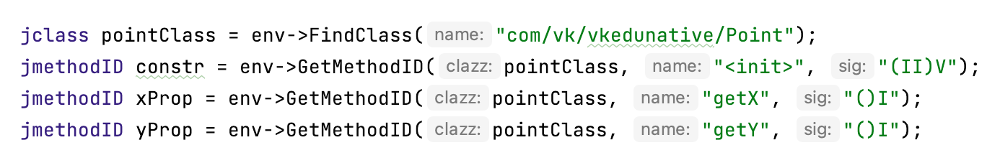 jclass pointClass = env->FindClass( name: "com/vk/vkedunative/Point");
jmethodID constr = env->GetMethodID( clazz: pointClass, name: "<init>", sig: "(II)V");
jmethodID xProp = env->GetMethodID( clazz: pointClass, name: "getX", sig: "()I");
jmethodID yProp = env->GetMethodID( clazz: pointClass, name: "getY", sig: "()I");